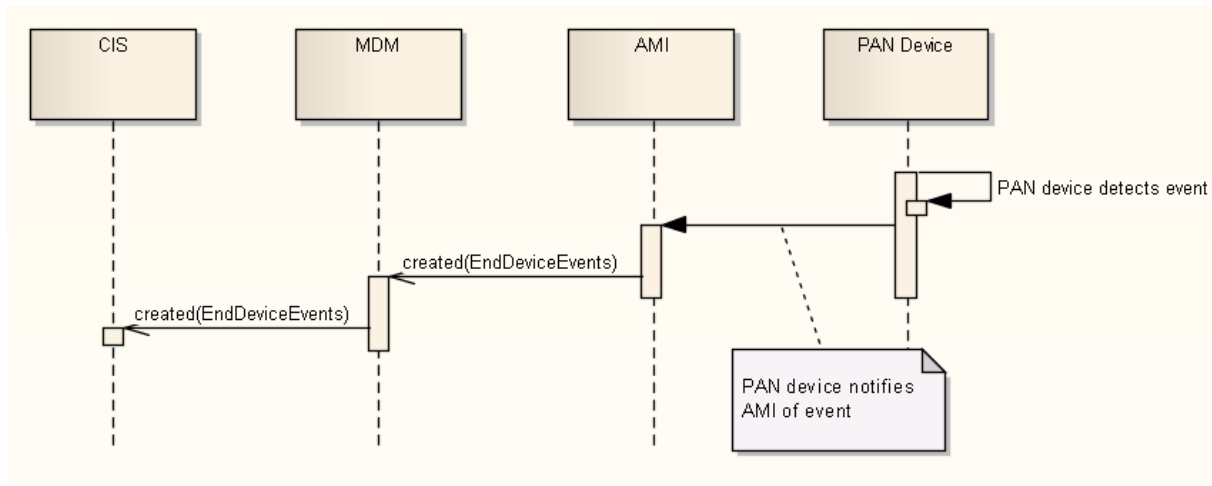 CIS
MDM
AMI
PAN Device
PAN device detects event
created(EndDeviceEvents)
created(EndDeviceEvents)
PAN device notifies
AMI of event